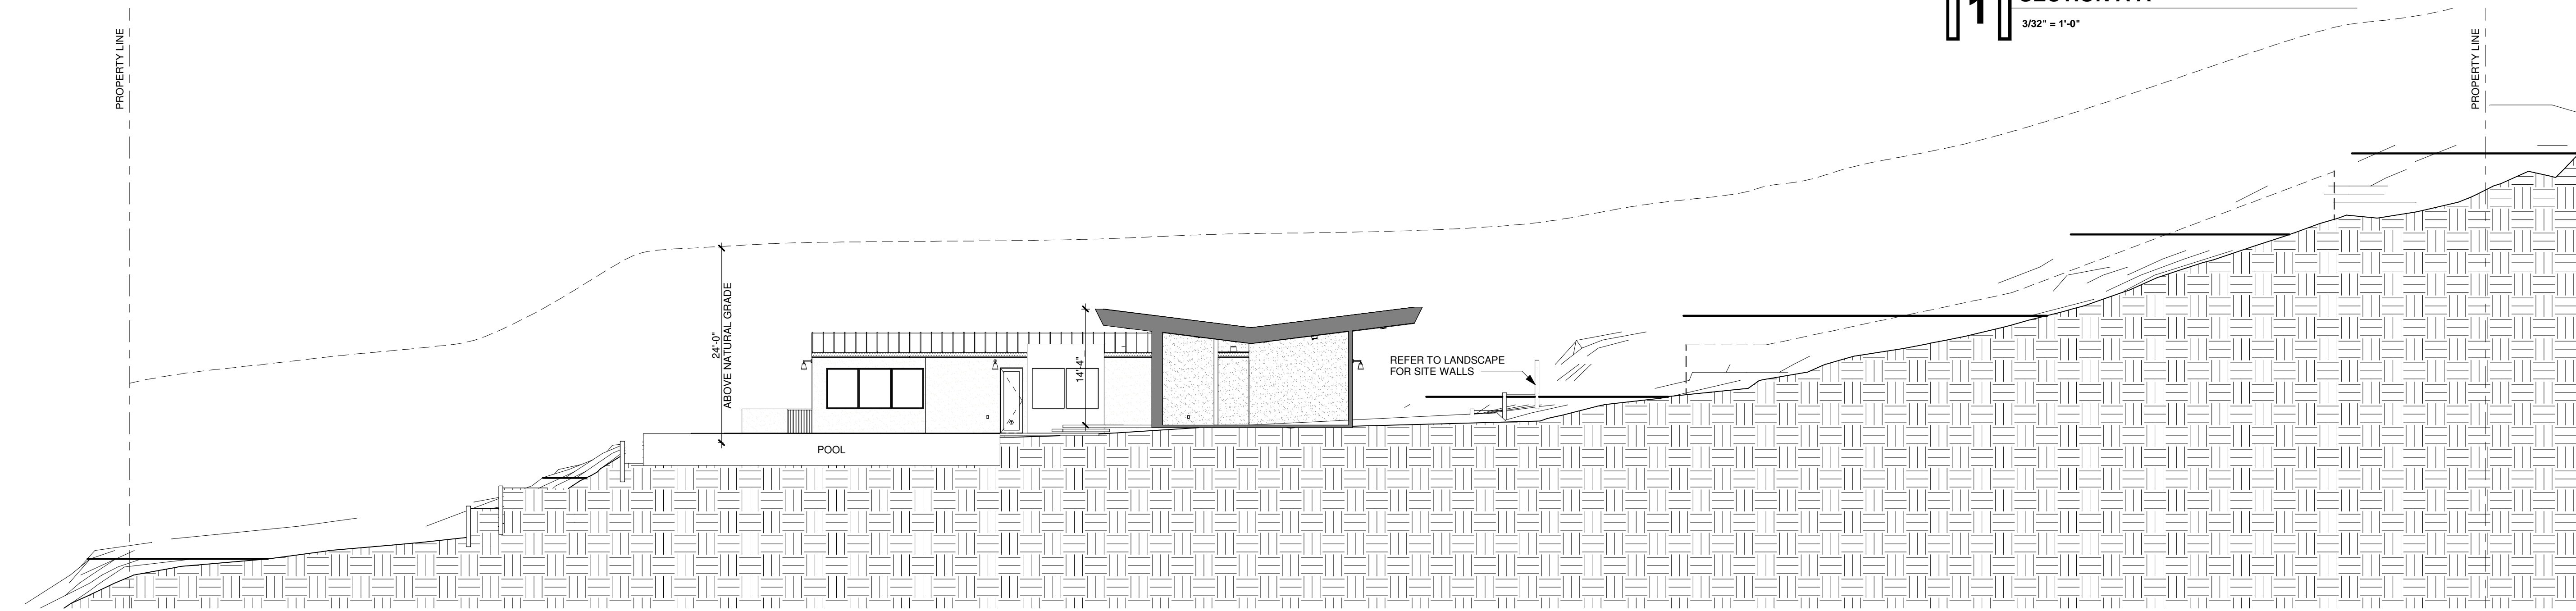 1
3/32" = 1'-0"
PROPERTY LINE
PROPERTY LINE
24'-0"
ABOVE NATURAL GRADE
14'-4"
REFER TO LANDSCAPE
FOR SITE WALLS
POOL